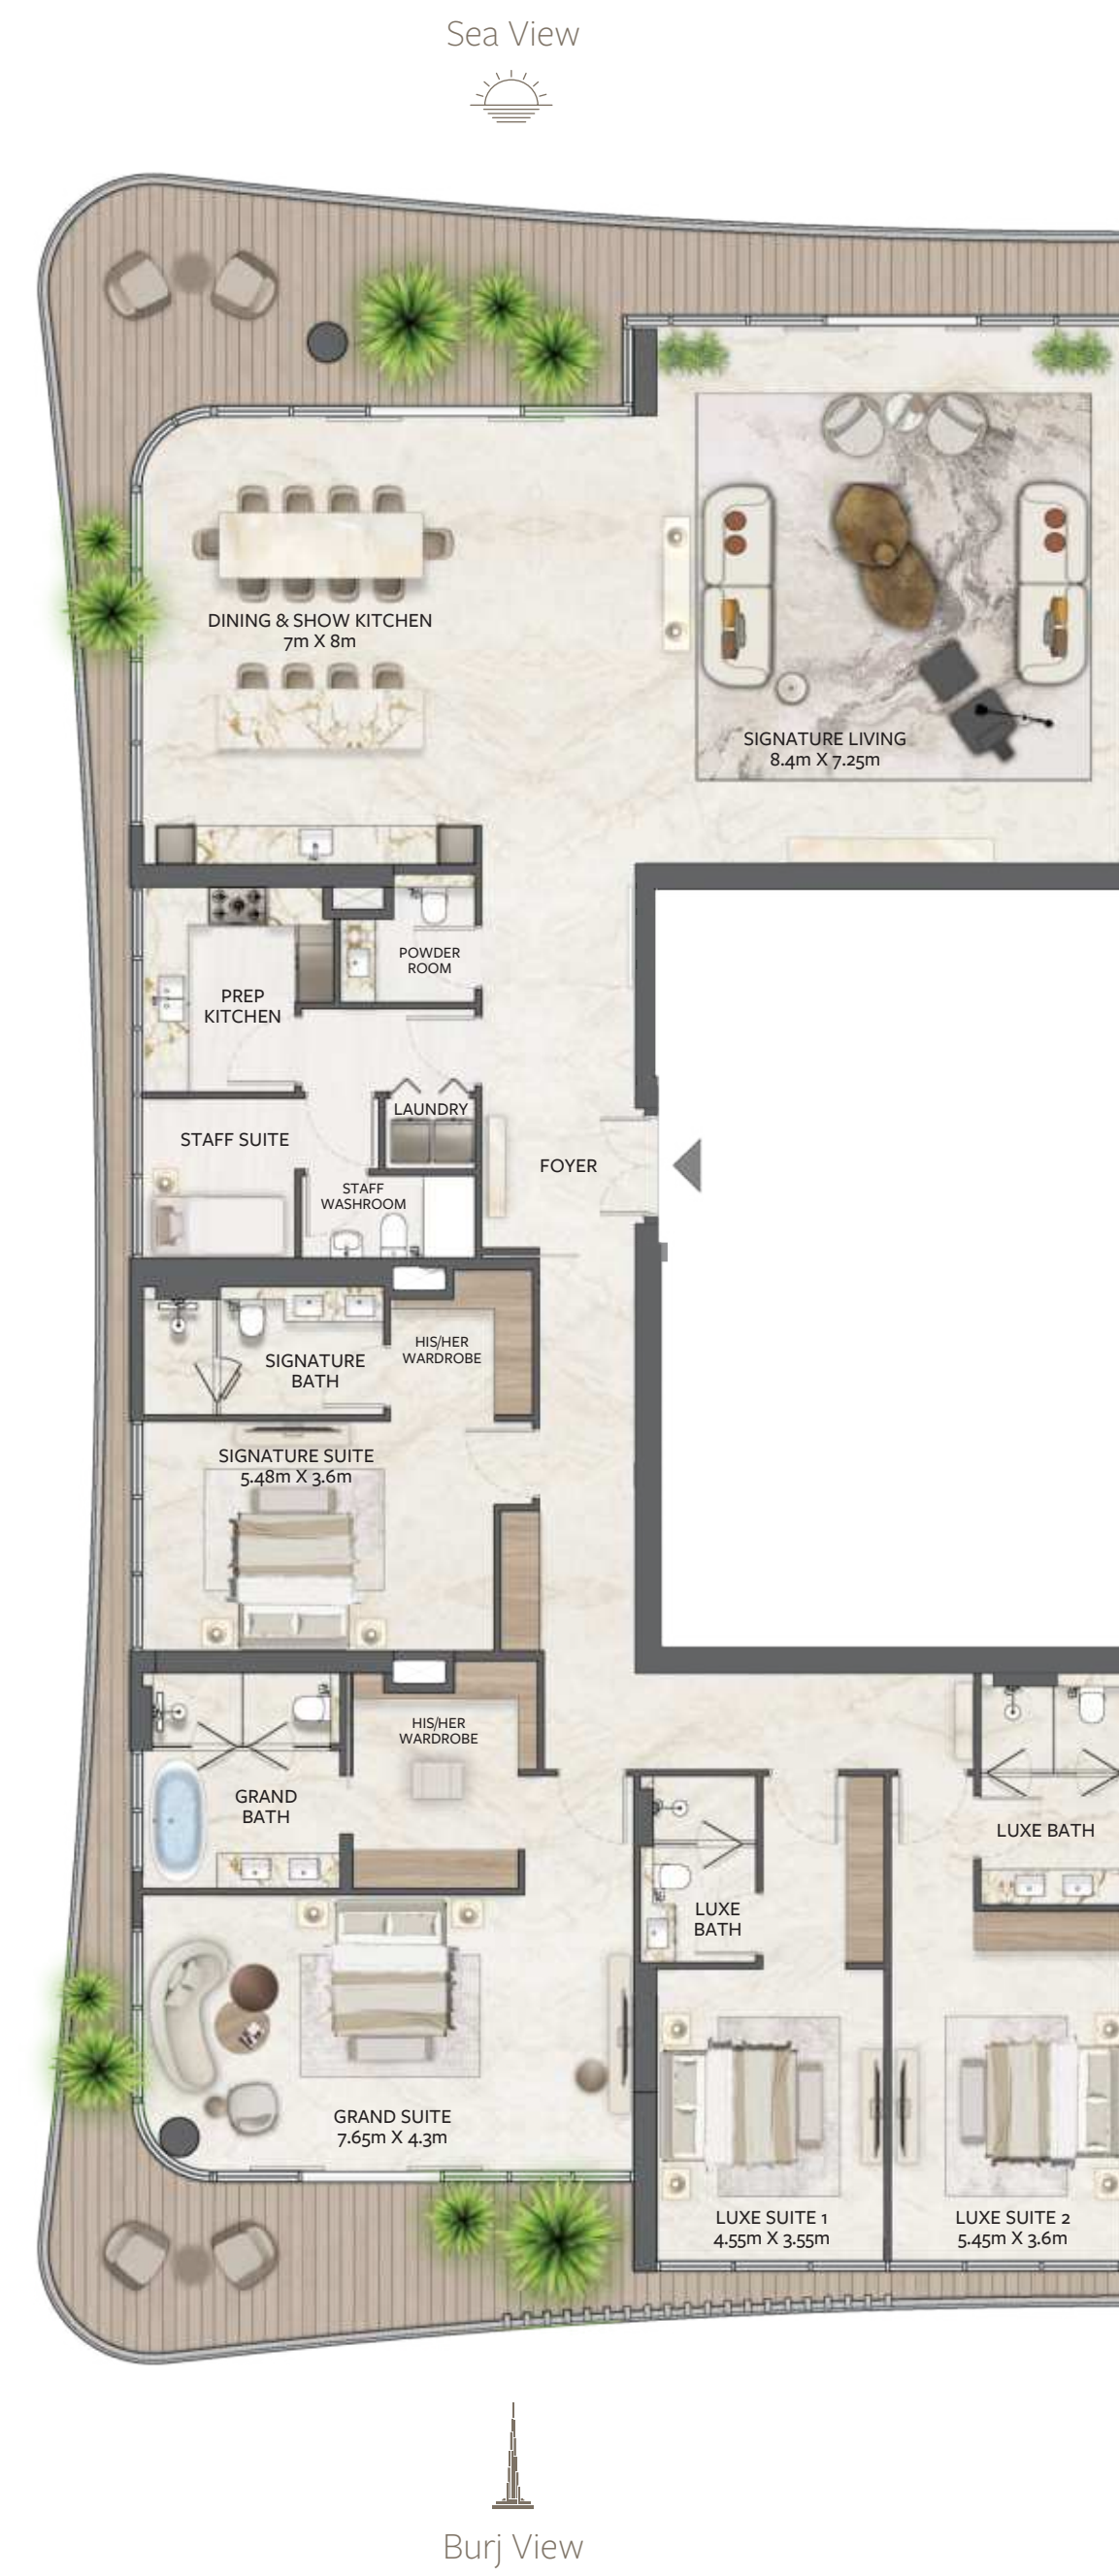 Sea View
DINING & SHOW KITCHEN
7m X 8m
SIGNATURE LIVING
8.4m X 7.25m
POWDER
ROOM
PREP
KITCHEN
LAUNDRY
STAFF SUITE
FOYER
STAFF
WASHROOM
HIS/HER
WARDROBE
SIGNATURE
BATH
SIGNATURE SUITE
5.48m X 3.6m
HIS/HER
WARDROBE
GRAND
BATH
LUXE BATH
LUXE
BATH
GRAND SUITE
7.65m X 4.3m
LUXE SUITE 1
4.55m X 3.55m
LUXE SUITE 2
5.45m X 3.6m
Burj View